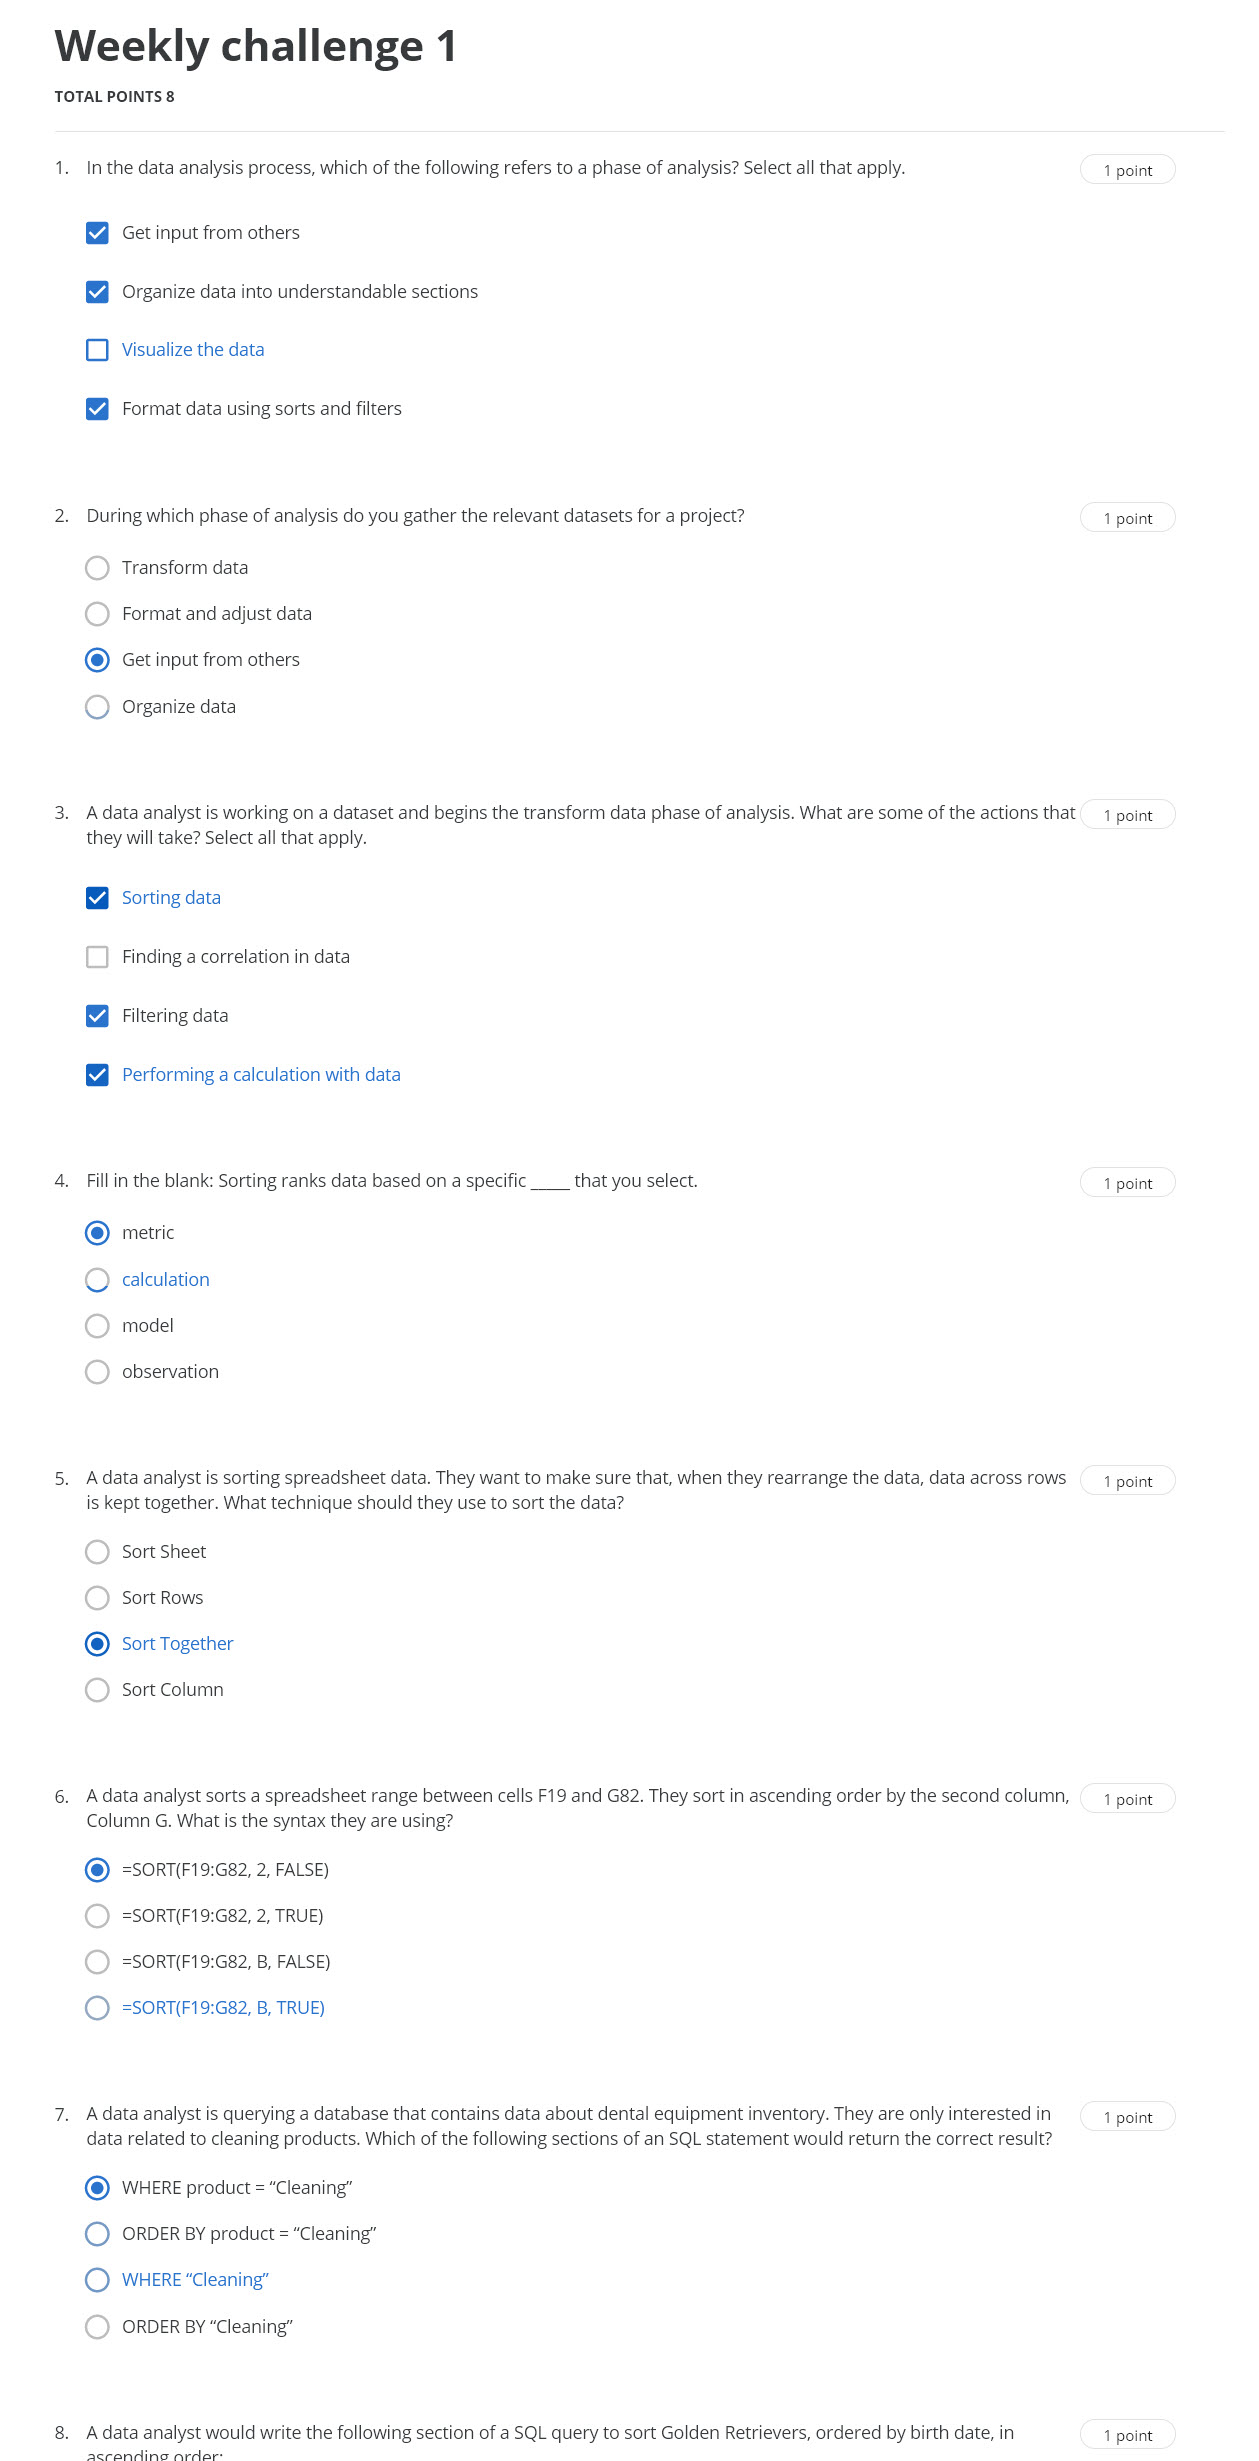 Weekly challenge 1
TOTAL POINTS 8
1. In the data analysis process, which of the following refers to a phase of analysis? Select all that apply.
1 point
Get input from others
Organize data into understandable sections
Visualize the data
Format data using sorts and filters
2. During which phase of analysis do you gather the relevant datasets for a project?
1 point
Transform data
Format and adjust data
Get input from others
Organize data
3. A data analyst is working on a dataset and begins the transform data phase of analysis. What are some of the actions that
1 point
they will take? Select all that apply.
Sorting data
Finding a correlation in data
Filtering data
Performing a calculation with data
4. Fill in the blank: Sorting ranks data based on a specific _____ that you select.
1 point
metric
calculation
model
observation
5. A data analyst is sorting spreadsheet data. They want to make sure that, when they rearrange the data, data across rows
1 point
is kept together. What technique should they use to sort the data?
Sort Sheet
Sort Rows
Sort Together
Sort Column
6. A data analyst sorts a spreadsheet range between cells F19 and G82. They sort in ascending order by the second column,
1 point
Column G. What is the syntax they are using?
=SORT(F19:G82, 2, FALSE)
=SORT(F19:G82, 2, TRUE)
=SORT(F19:G82, B, FALSE)
=SORT(F19:G82, B, TRUE)
7. A data analyst is querying a database that contains data about dental equipment inventory. They are only interested in
1 point
data related to cleaning products. Which of the following sections of an SQL statement would return the correct result?
WHERE product = “Cleaning”
ORDER BY product = “Cleaning”
WHERE “Cleaning”
ORDER BY “Cleaning”
8. A data analyst would write the following section of a SQL query to sort Golden Retrievers, ordered by birth date, in
1 point
ascending order: